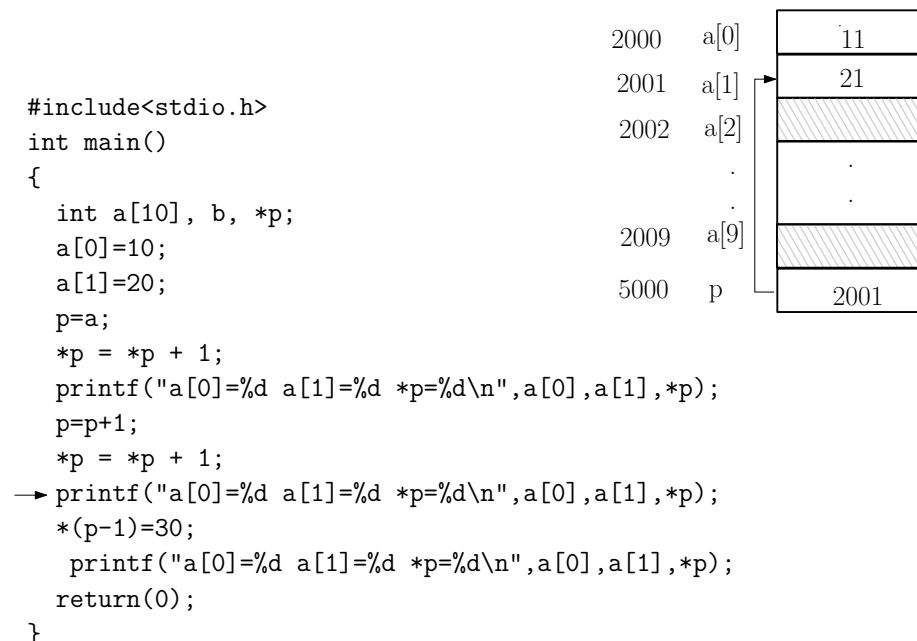 #include<stdio.h>
int main()
{
int a[10], b, *p;
a[0]=10;
a[1]=20;
p=a;
*p = *p + 1;
printf("a[0]=%d a[1]=%d *p=%d\n",a[0],a[1],*p);
p=p+1;
*p = *p + 1;
printf("a[0]=%d a[1]=%d *p=%d\n",a[0],a[1],*p);
*(p-1)=30;
printf("a[0]=%d a[1]=%d *p=%d\n",a[0],a[1],*p);
return(0);
}
2000 a[0] 11
2001 a[1] 21
2002 a[2]
. .
. .
2009 a[9]
5000 p 2001